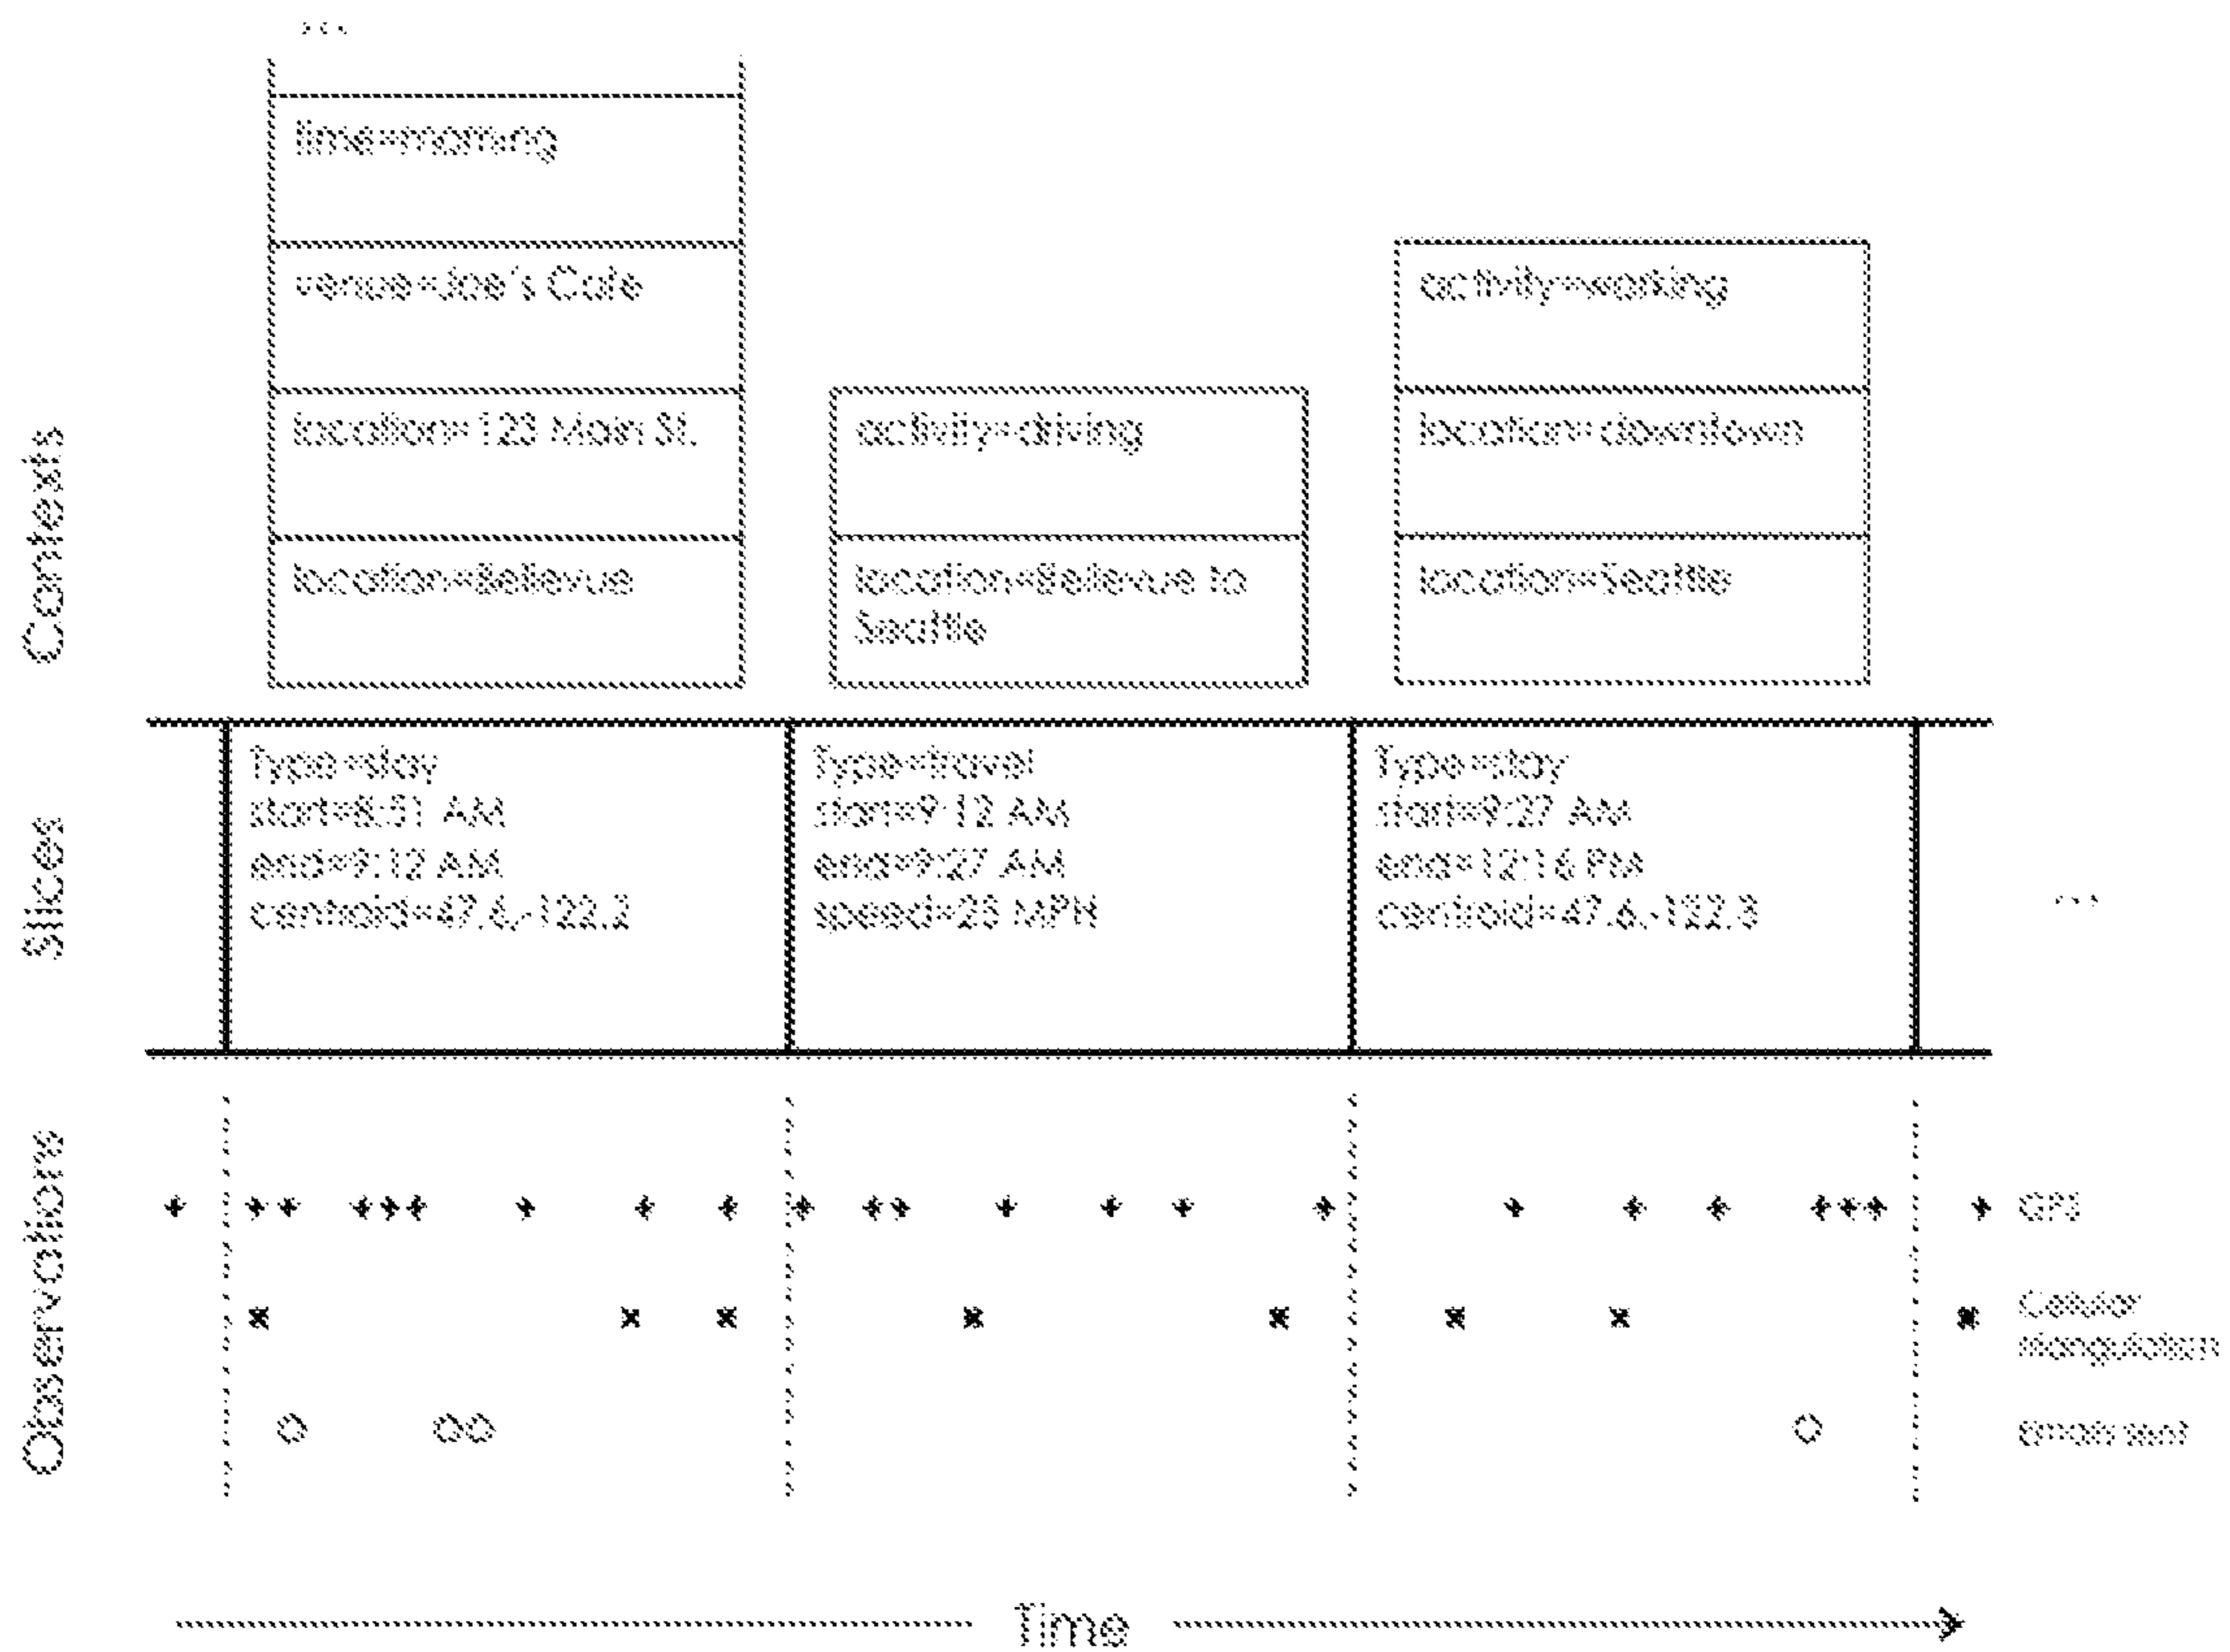 ...
time=morning
venue=Joe's Cafe
location=123 Main St.
location=Bellevue
activity=driving
location=Bellevue to
Seattle
activity=working
location=downtown
location=Seattle
Contexts
Type=stay
start=8:51 AM
end=9:12 AM
centroid=47.6,-122.2
Type=travel
start=9:12 AM
end=9:27 AM
speed=25 MPH
Type=stay
start=9:27 AM
end=12:16 PM
centroid=47.6,-122.3
...
Slices
Observations
GPS
Cellular
triangulation
Emails sent
Time